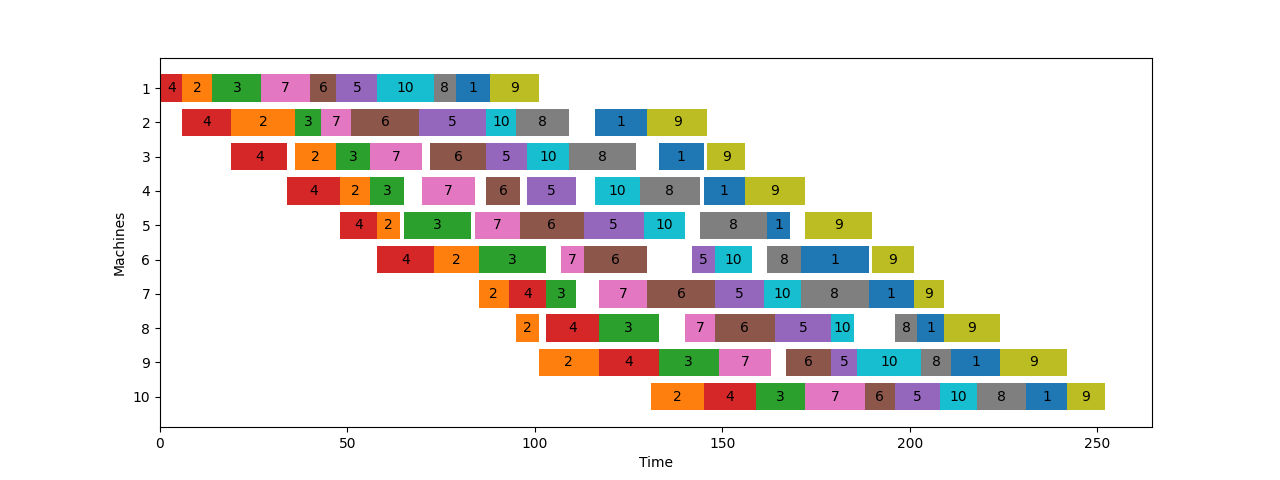 1 4 2 3 7 6 5 10 8 1 9
2 4 2 3 7 6 5 10 8 1 9
3 4 2 3 7 6 5 10 8 1 9
4 4 2 3 7 6 5 10 8 1 9
5 4 2 3 7 6 5 10 8 1 9
6 4 2 3 7 6 5 10 8 1 9
7 2 4 3 7 6 5 10 8 1 9
8 2 4 3 7 6 5 10 8 1 9
9 2 4 3 7 6 5 10 8 1 9
10 2 4 3 7 6 5 10 8 1 9
Machines
0 50 100 150 200 250
Time